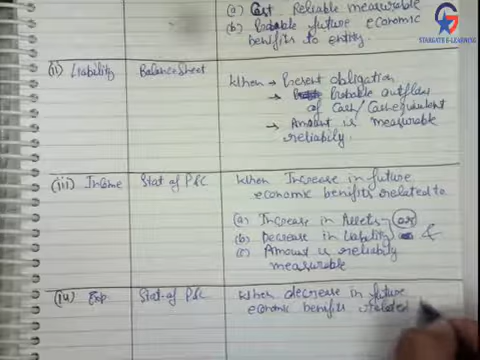 (a) Cost Reliable measurable
(b) Probable future economic
benefits to entity.
STARGATE E-LEARNING
(ii) Liability Balance Sheet When → Present obligation
→ Probable outflow
of Cash/Cash equivalent
→ Amount is measurable
reliabily.
(iii) Income Stat of P&L When Increase in future
economic benefits related to
(a) Increase in Assets or
(b) Decrease in Liability &
(c) Amount is reliably
measurable
(iv) Exp Stat of P&L When decrease in future
economic benefits related